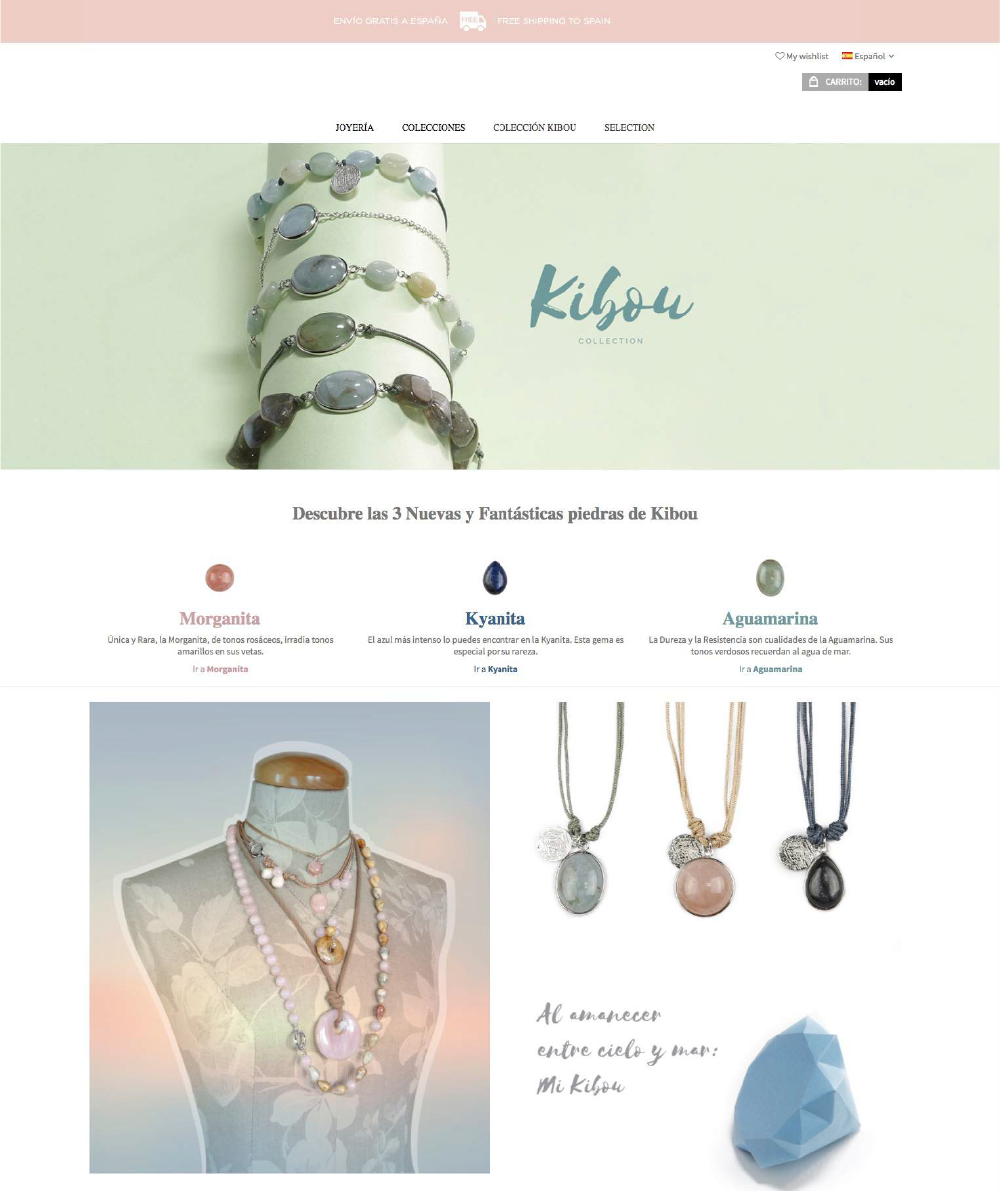 ENVÍO GRATIS A ESPAÑA FREE FREE SHIPPING TO SPAIN
My wishlist Español
CARRITO: vacío
JOYERÍA COLECCIONES COLECCIÓN KIBOU SELECTION
Kibou
COLLECTION
Descubre las 3 Nuevas y Fantásticas piedras de Kibou
Morganita
Única y Rara, la Morganita, de tonos rosáceos, irradia tonos
amarillos en sus vetas.
Ir a Morganita
Kyanita
El azul más intenso lo puedes encontrar en la Kyanita. Esta gema es
especial por su rareza.
Ir a Kyanita
Aguamarina
La Dureza y la Resistencia son cualidades de la Aguamarina. Sus
tonos verdosos recuerdan al agua de mar.
Ir a Aguamarina
Al amanecer
entre cielo y mar:
Mi Kibou